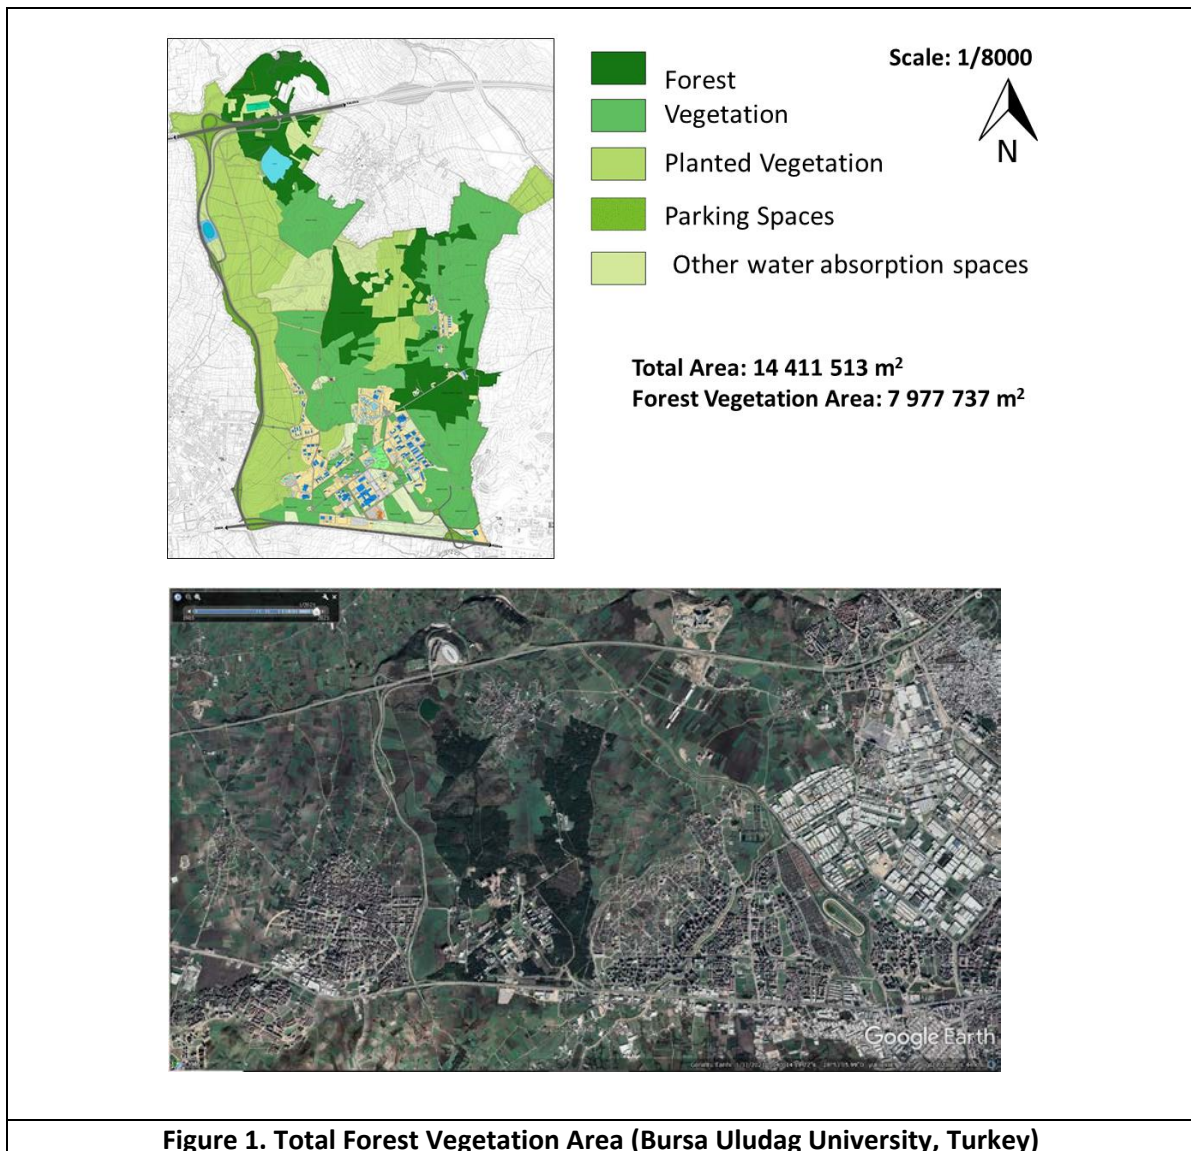 Scale: 1/8000
N
Forest
Vegetation
Planted Vegetation
Parking Spaces
Other water absorption spaces
Total Area: 14 411 513 m²
Forest Vegetation Area: 7 977 737 m²
Google Earth
Figure 1. Total Forest Vegetation Area (Bursa Uludag University, Turkey)